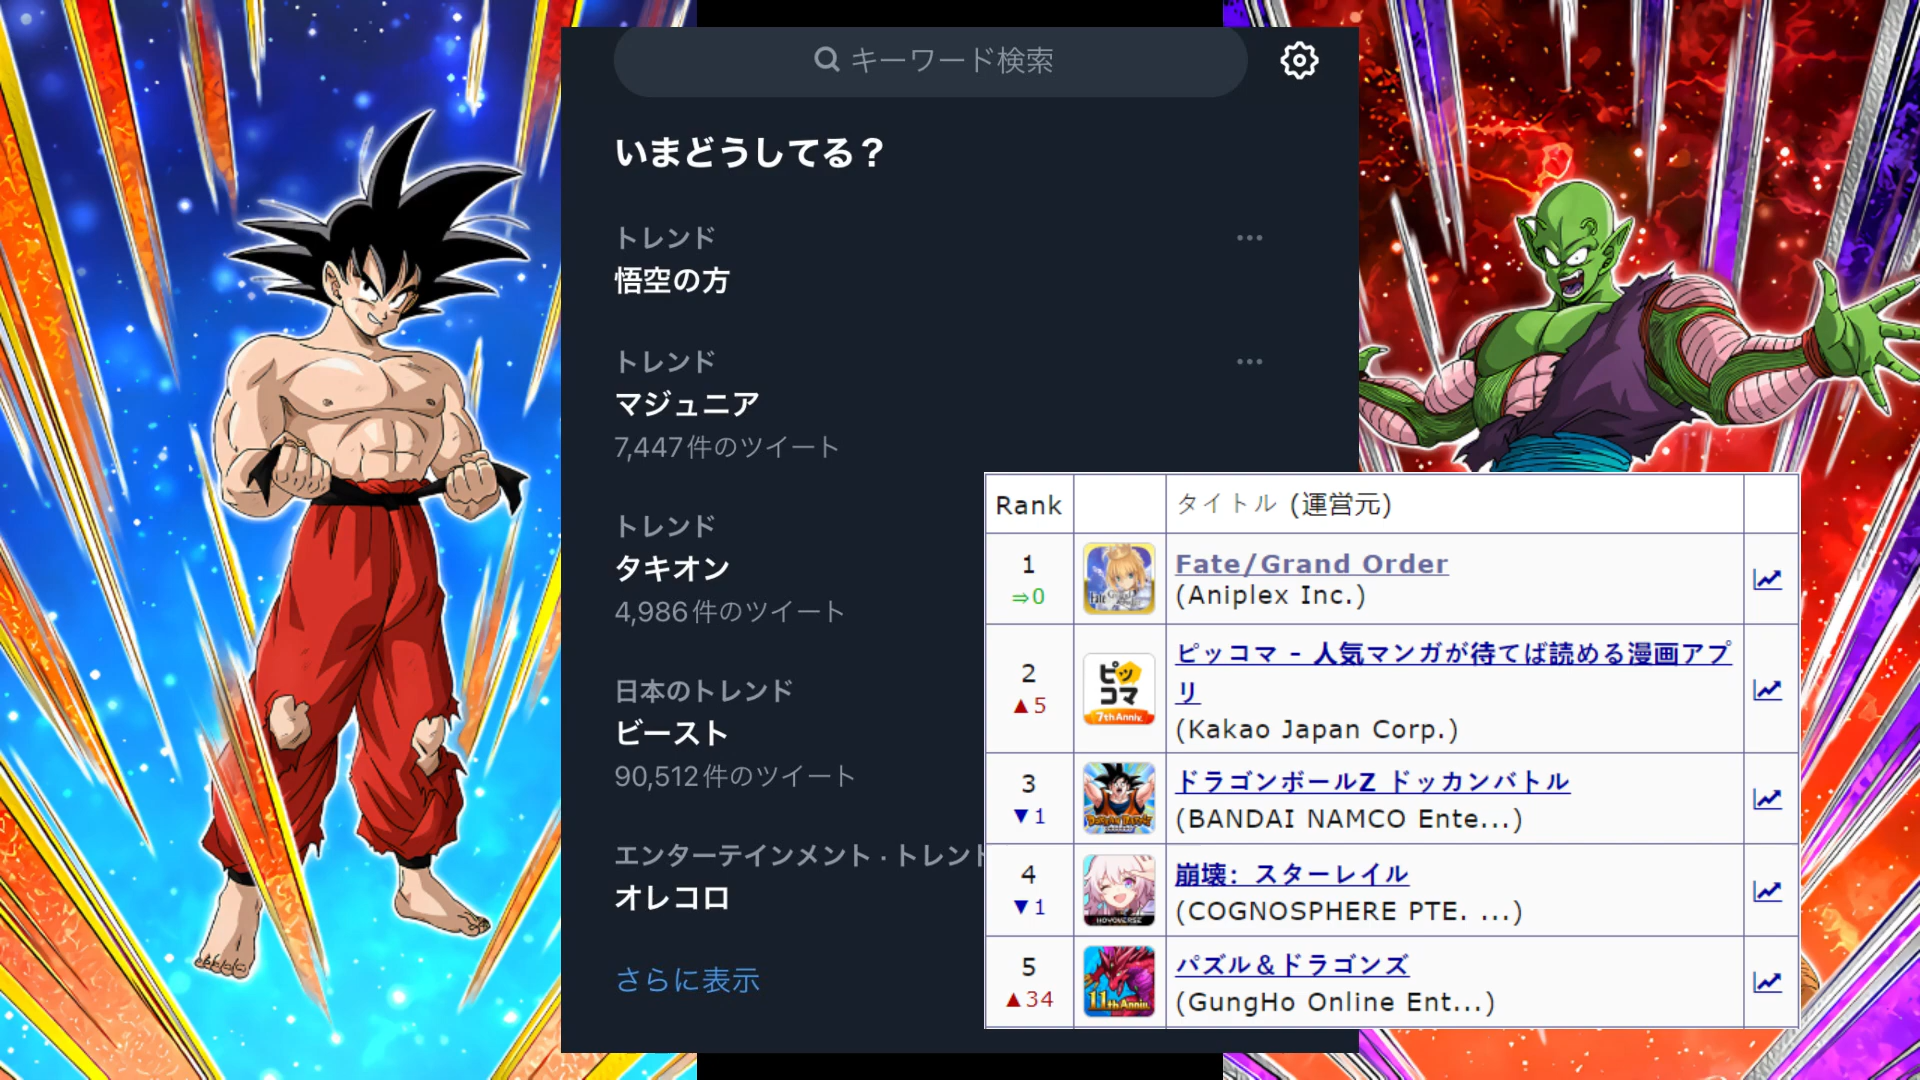 キーワード検索
いまどうしてる？
トレンド
悟空の方
トレンド
マジュニア
7,447件のツイート
トレンド
タキオン
4,986件のツイート
日本のトレンド
ビースト
90,512件のツイート
エンターテインメント · トレンド
オレコロ
さらに表示
Rank タイトル (運営元)
1
⇒0
Fate/Grand Order
(Aniplex Inc.)
2
▲5
ピッコマ
7th Anniv.
ピッコマ - 人気マンガが待てば読める漫画アプ
リ
(Kakao Japan Corp.)
3
▼1
ドラゴンボールZ ドッカンバトル
(BANDAI NAMCO Ente...)
4
▼1
HOYOVERSE
崩壊：スターレイル
(COGNOSPHERE PTE. ...)
5
▲34
11th Anniv.
パズル＆ドラゴンズ
(GungHo Online Ent...)